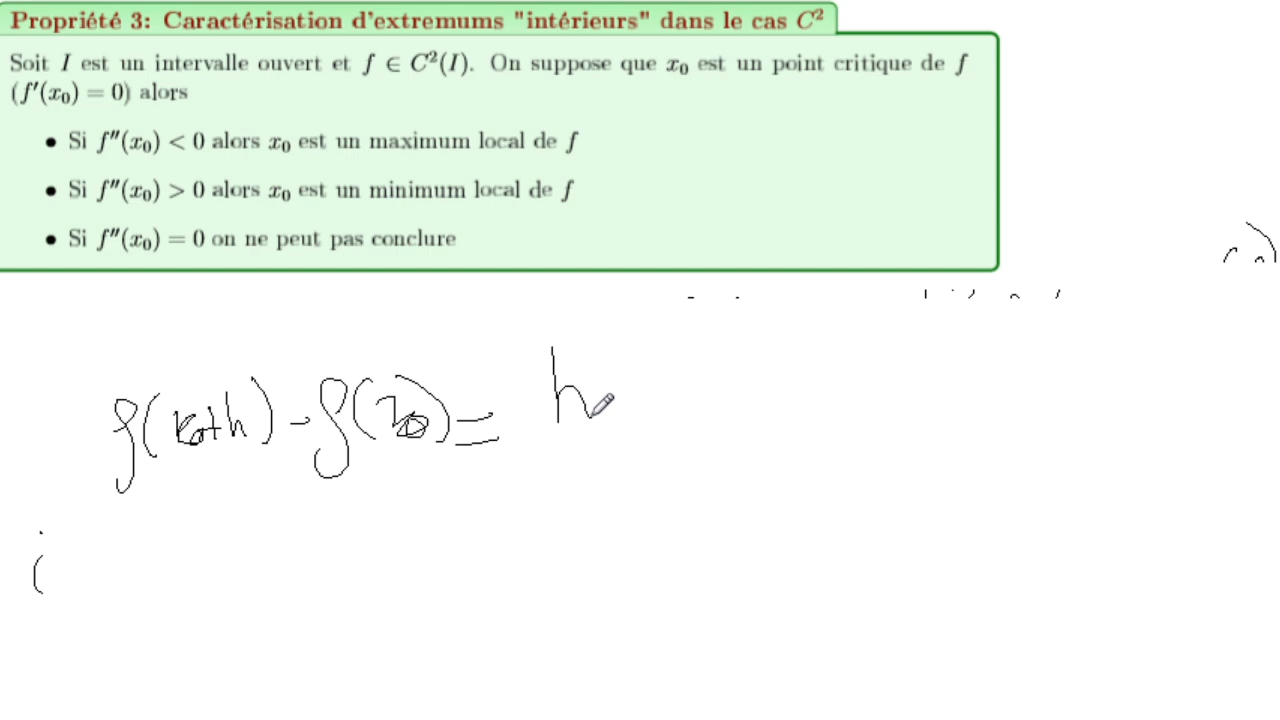 Propriété 3: Caractérisation d'extremums "intérieurs" dans le cas C²
Soit I est un intervalle ouvert et f ∈ C²(I). On suppose que x₀ est un point critique de f
(f′(x₀) = 0) alors
• Si f″(x₀) < 0 alors x₀ est un maximum local de f
• Si f″(x₀) > 0 alors x₀ est un minimum local de f
• Si f″(x₀) = 0 on ne peut pas conclure
f(x₀+h) - f(x₀) = h